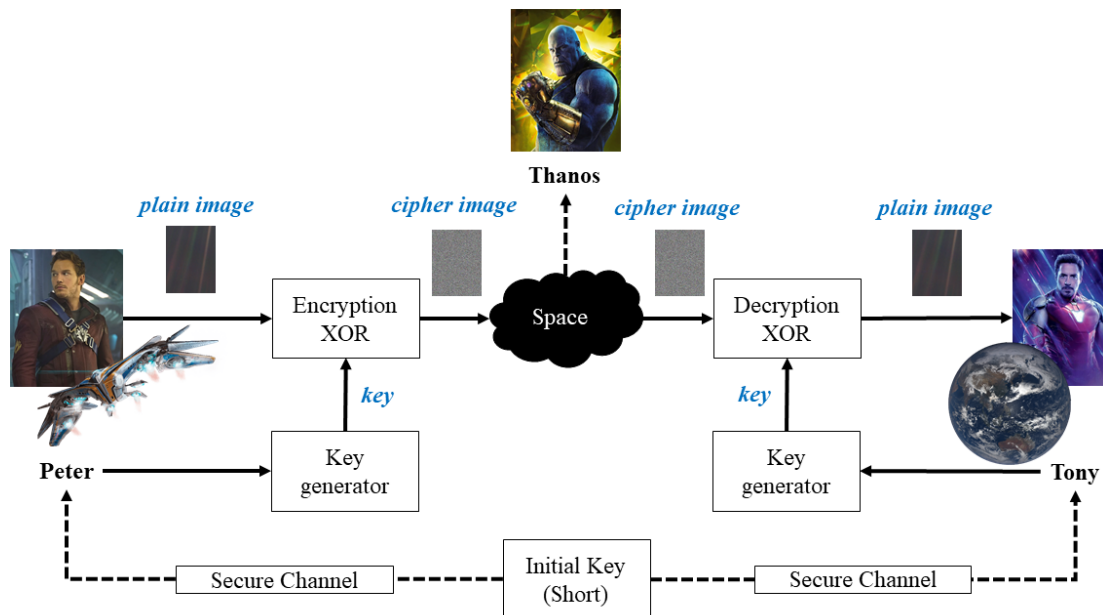 Thanos
plain image
cipher image
cipher image
plain image
Encryption
XOR
Space
Decryption
XOR
key
key
Peter
Key
generator
Key
generator
Tony
Secure Channel
Initial Key
(Short)
Secure Channel